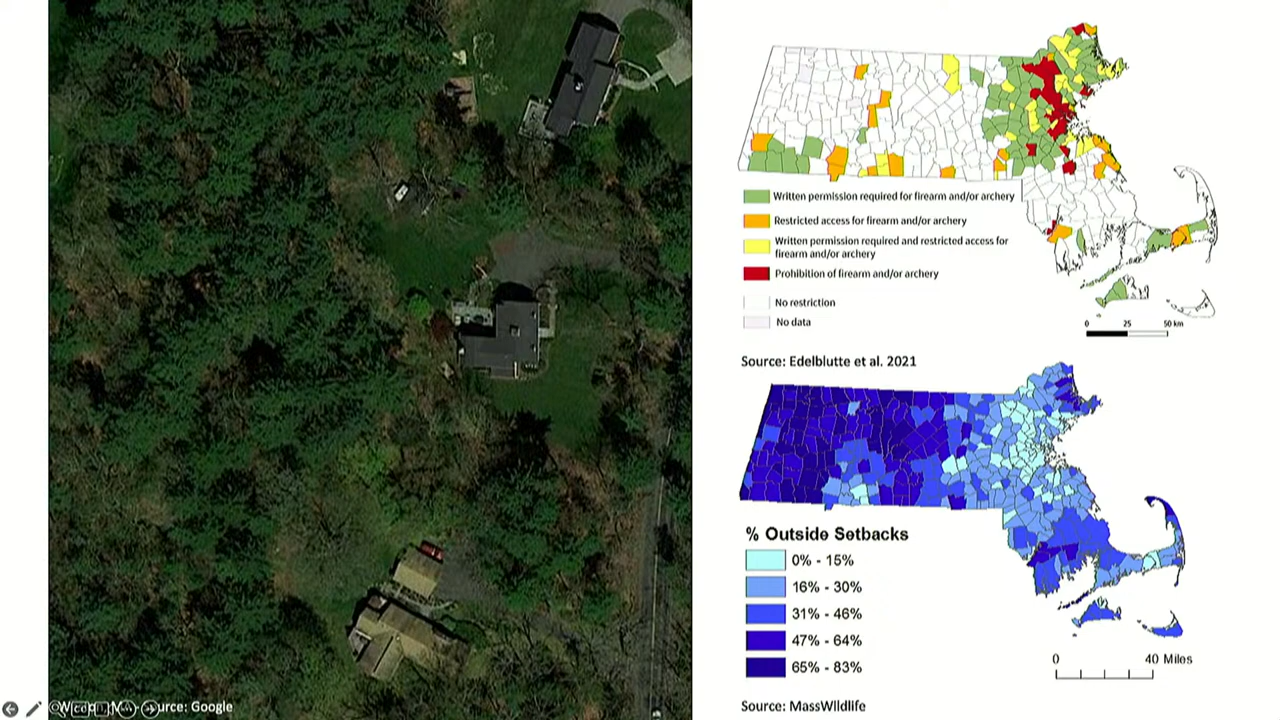 Written permission required for firearm and/or archery
Restricted access for firearm and/or archery
Written permission required and restricted access for
firearm and/or archery
Prohibition of firearm and/or archery
No restriction
No data
0 25 50 km
Source: Edelblutte et al. 2021
% Outside Setbacks
0% - 15%
16% - 30%
31% - 46%
47% - 64%
65% - 83%
0 40 Miles
Source: MassWildlife
Google